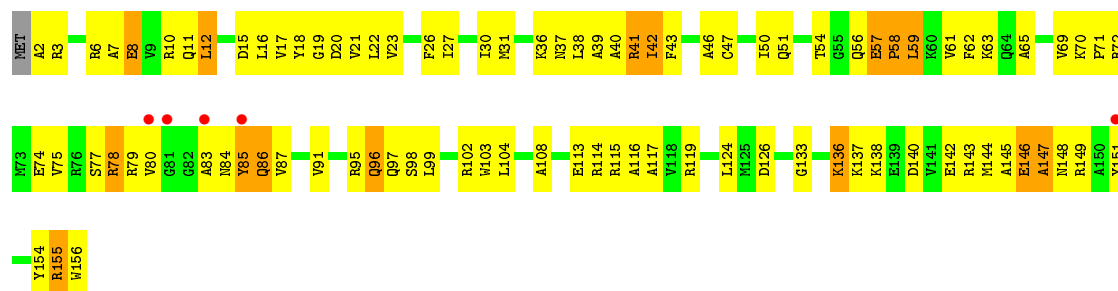 MET A2 R3 R6 A7 E8 V9 R10 Q11 L12 D15 L16 V17 Y18 G19 D20 V21 L22 V23 F26 I27 I30 M31 K36 N37 L38 A39 A40 R41 I42 F43 A46 C47 I50 Q51 T54 G55 Q56 E57 P58 L59 K60 V61 F62 K63 Q64 A65 V69 K70 P71
M73 E74 V75 R76 S77 R78 R79 V80 G81 G82 A83 N84 Y85 Q86 V87 V91 R95 Q96 Q97 S98 L99 R102 W103 L104 A108 E113 R114 R115 A116 A117 V118 R119 L124 M125 D126 G133 K136 K137 K138 E139 D140 V141 E142 R143 M144 A145 E146 A147 N148 R149 A150 Y151
Y154 R155 W156